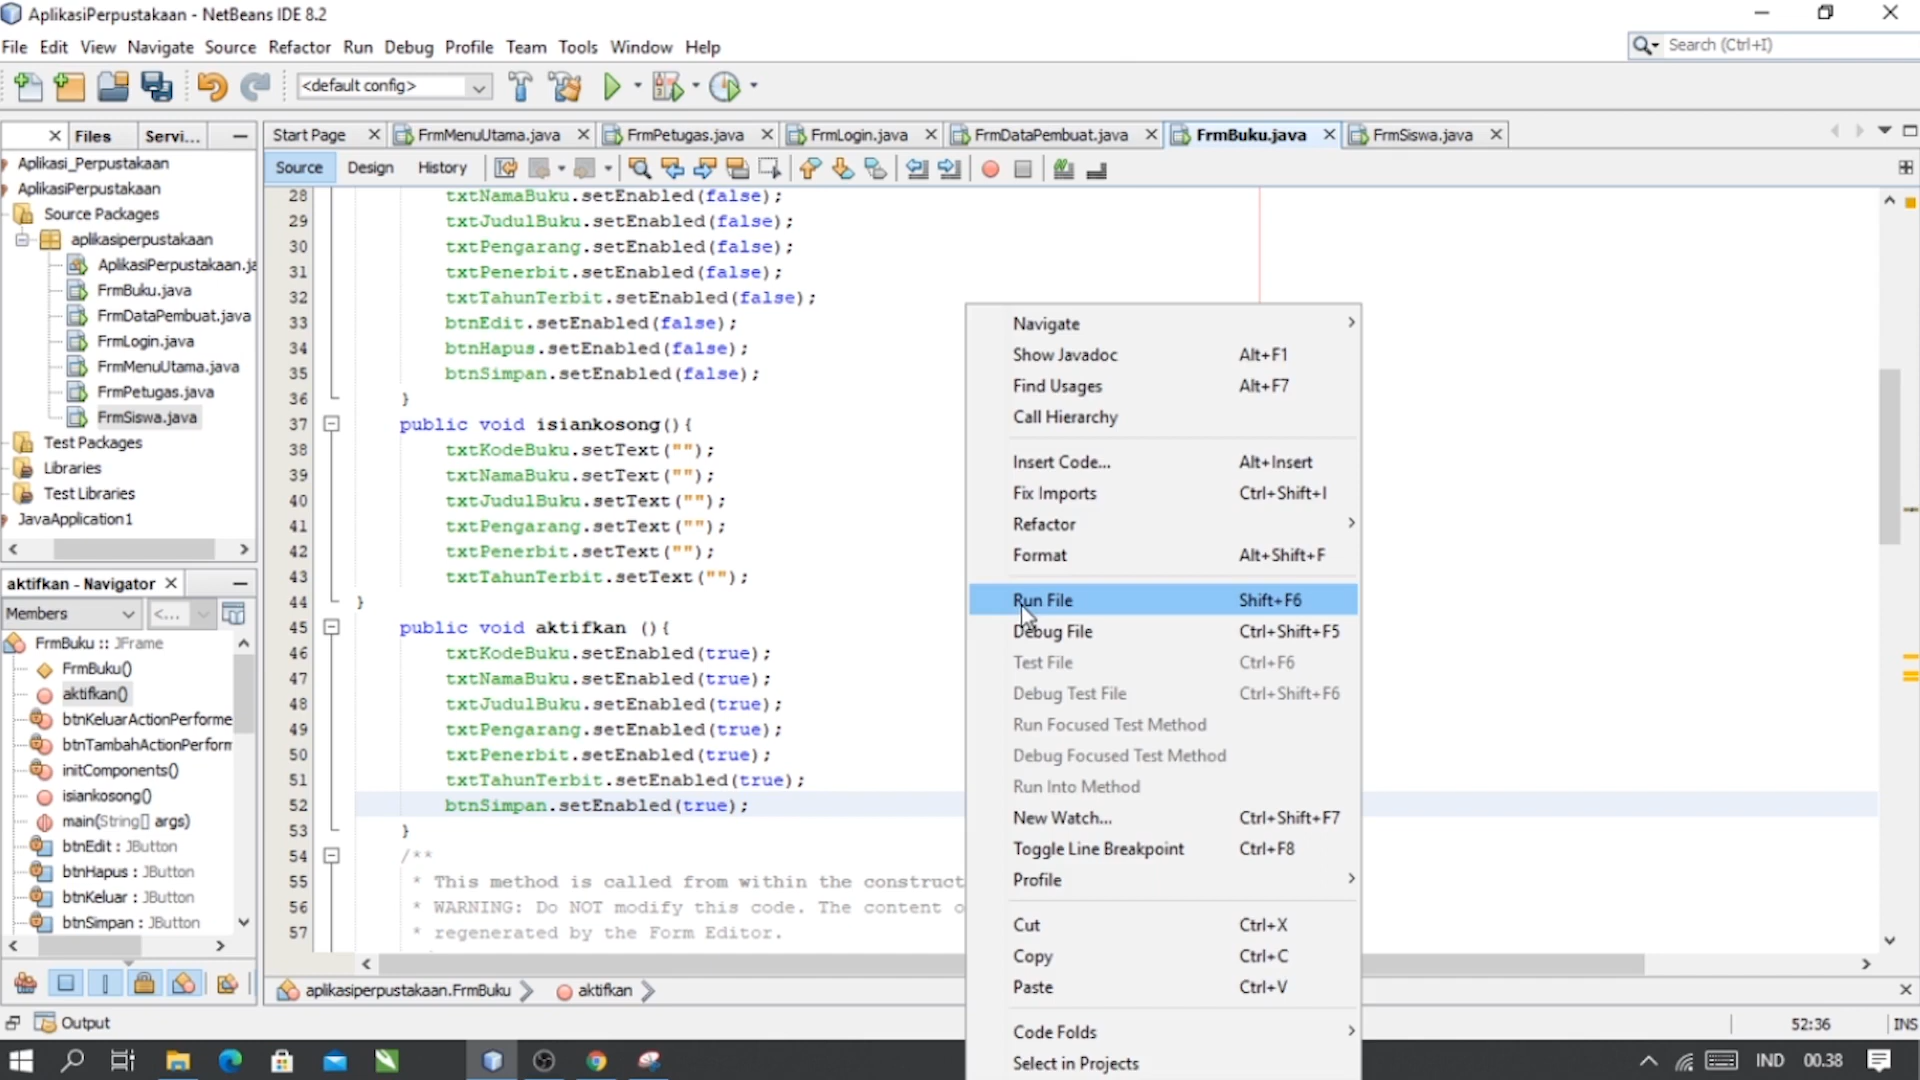 AplikasiPerpustakaan - NetBeans IDE 8.2
File Edit View Navigate Source Refactor Run Debug Profile Team Tools Window Help
Search (Ctrl+I)
<default config>
Files Servi...
Start Page FrmMenuUtama.java FrmPetugas.java FrmLogin.java FrmDataPembuat.java FrmBuku.java FrmSiswa.java
Source Design History
Aplikasi_Perpustakaan
AplikasiPerpustakaan
Source Packages
aplikasiperpustakaan
AplikasiPerpustakaan.ja
FrmBuku.java
FrmDataPembuat.java
FrmLogin.java
FrmMenuUtama.java
FrmPetugas.java
FrmSiswa.java
Test Packages
Libraries
Test Libraries
JavaApplication1
aktifkan - Navigator
Members <...
FrmBuku :: JFrame
FrmBuku()
aktifkan()
btnKeluarActionPerforme
btnTambahActionPerform
initComponents()
isiankosong()
main(String[] args)
btnEdit : JButton
btnHapus : JButton
btnKeluar : JButton
btnSimpan : JButton
28 txtNamaBuku.setEnabled(false);
29 txtJudulBuku.setEnabled(false);
30 txtPengarang.setEnabled(false);
31 txtPenerbit.setEnabled(false);
32 txtTahunTerbit.setEnabled(false);
33 btnEdit.setEnabled(false);
34 btnHapus.setEnabled(false);
35 btnSimpan.setEnabled(false);
36 }
37 public void isiankosong(){
38 txtKodeBuku.setText("");
39 txtNamaBuku.setText("");
40 txtJudulBuku.setText("");
41 txtPengarang.setText("");
42 txtPenerbit.setText("");
43 txtTahunTerbit.setText("");
44 }
45 public void aktifkan (){
46 txtKodeBuku.setEnabled(true);
47 txtNamaBuku.setEnabled(true);
48 txtJudulBuku.setEnabled(true);
49 txtPengarang.setEnabled(true);
50 txtPenerbit.setEnabled(true);
51 txtTahunTerbit.setEnabled(true);
52 btnSimpan.setEnabled(true);
53 }
54 /**
55 * This method is called from within the construct
56 * WARNING: Do NOT modify this code. The content o
57 * regenerated by the Form Editor.
Navigate
Show Javadoc Alt+F1
Find Usages Alt+F7
Call Hierarchy
Insert Code... Alt+Insert
Fix Imports Ctrl+Shift+I
Refactor
Format Alt+Shift+F
Run File Shift+F6
Debug File Ctrl+Shift+F5
Test File Ctrl+F6
Debug Test File Ctrl+Shift+F6
Run Focused Test Method
Debug Focused Test Method
Run Into Method
New Watch... Ctrl+Shift+F7
Toggle Line Breakpoint Ctrl+F8
Profile
Cut Ctrl+X
Copy Ctrl+C
Paste Ctrl+V
Code Folds
Select in Projects
aplikasiperpustakaan.FrmBuku aktifkan
Output
52:36 INS
IND 00.38